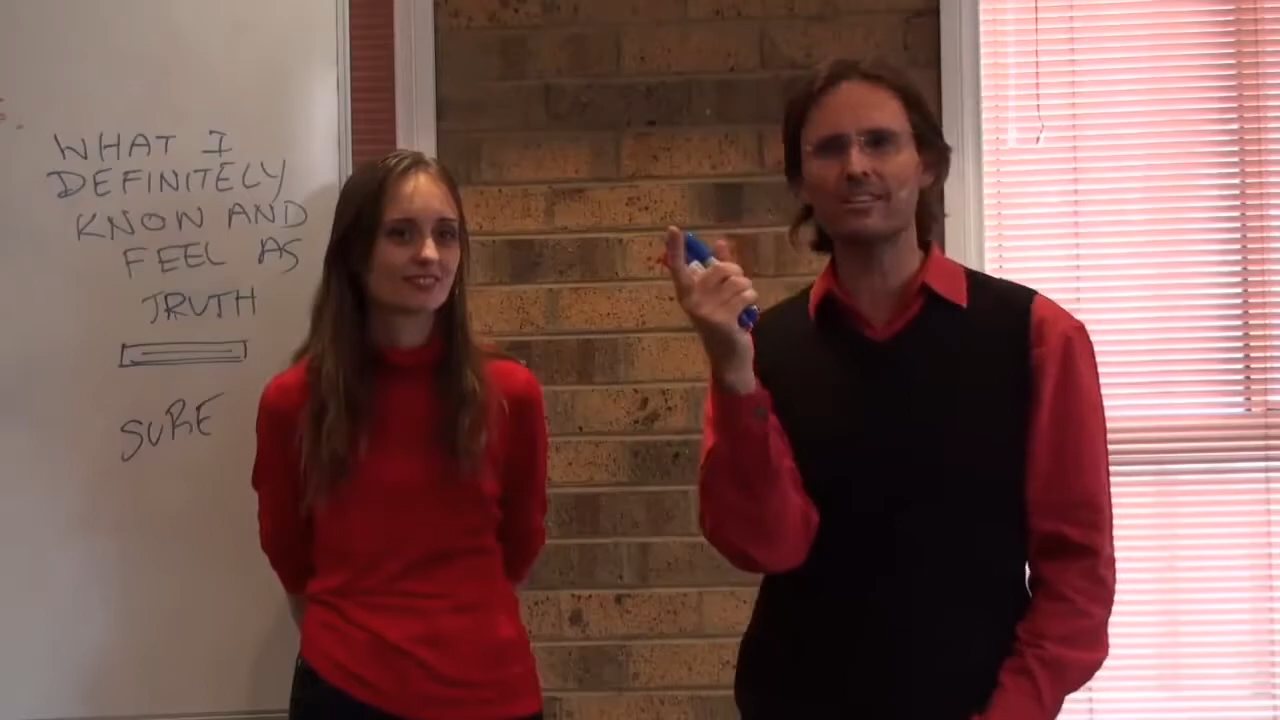 WHAT I
DEFINITELY
KNOW AND
FEEL AS
TRUTH
SURE